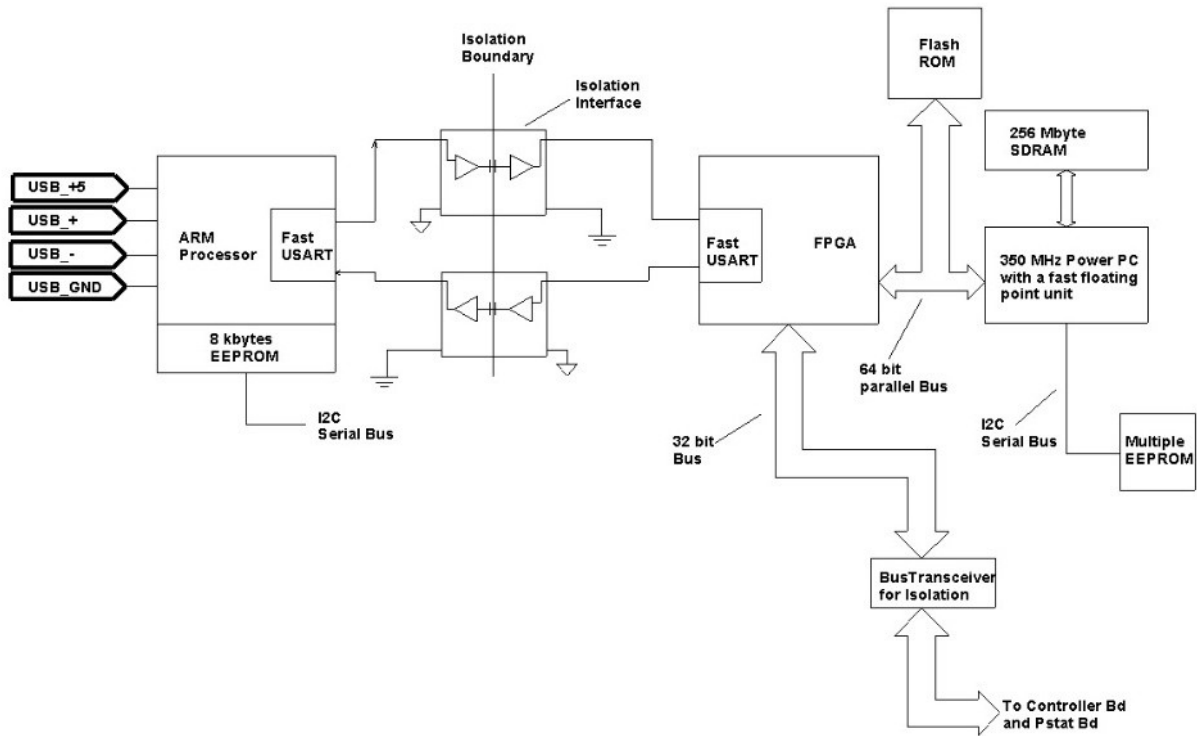 Isolation
Boundary
Isolation
Interface
Flash
ROM
256 Mbyte
SDRAM
USB_+5
USB_+
USB_-
USB_GND
ARM
Processor
Fast
USART
8 kbytes
EEPROM
I2C
Serial Bus
Fast
USART
FPGA
350 MHz Power PC
with a fast floating
point unit
64 bit
parallel Bus
32 bit
Bus
I2C
Serial Bus
Multiple
EEPROM
BusTransceiver
for Isolation
To Controller Bd
and Pstat Bd